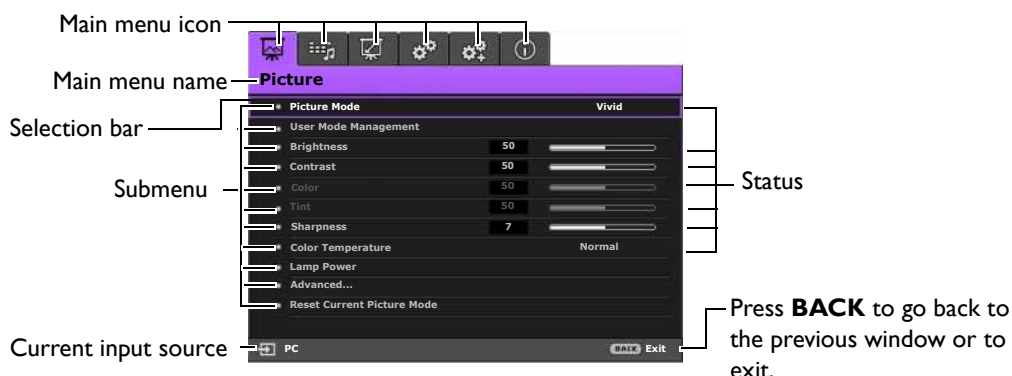 Main menu icon
Main menu name
Picture
Picture Mode Vivid
Selection bar
User Mode Management
Brightness 50
Contrast 50
Submenu
Color 50
Status
Tint 50
Sharpness 7
Color Temperature Normal
Lamp Power
Advanced...
Reset Current Picture Mode
Current input source
PC
BACK Exit
Press BACK to go back to
the previous window or to
exit.